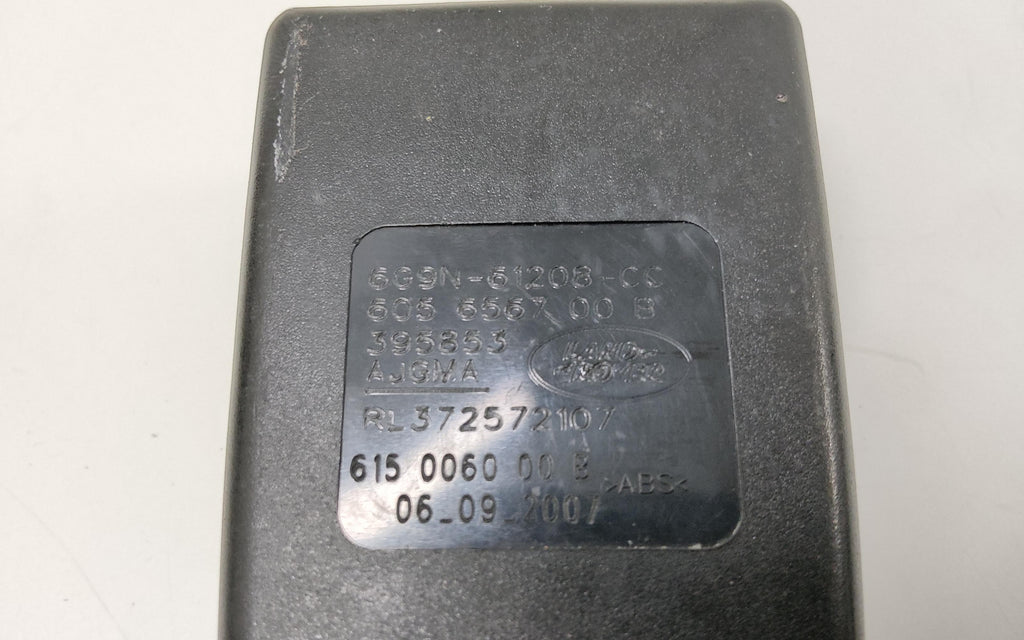 6G9N-61208-CC
605 6567 00 B
395853
AJGMA
LAND-
ROVER
RL372572107
615 0060 00 B
>ABS<
06_09_2007